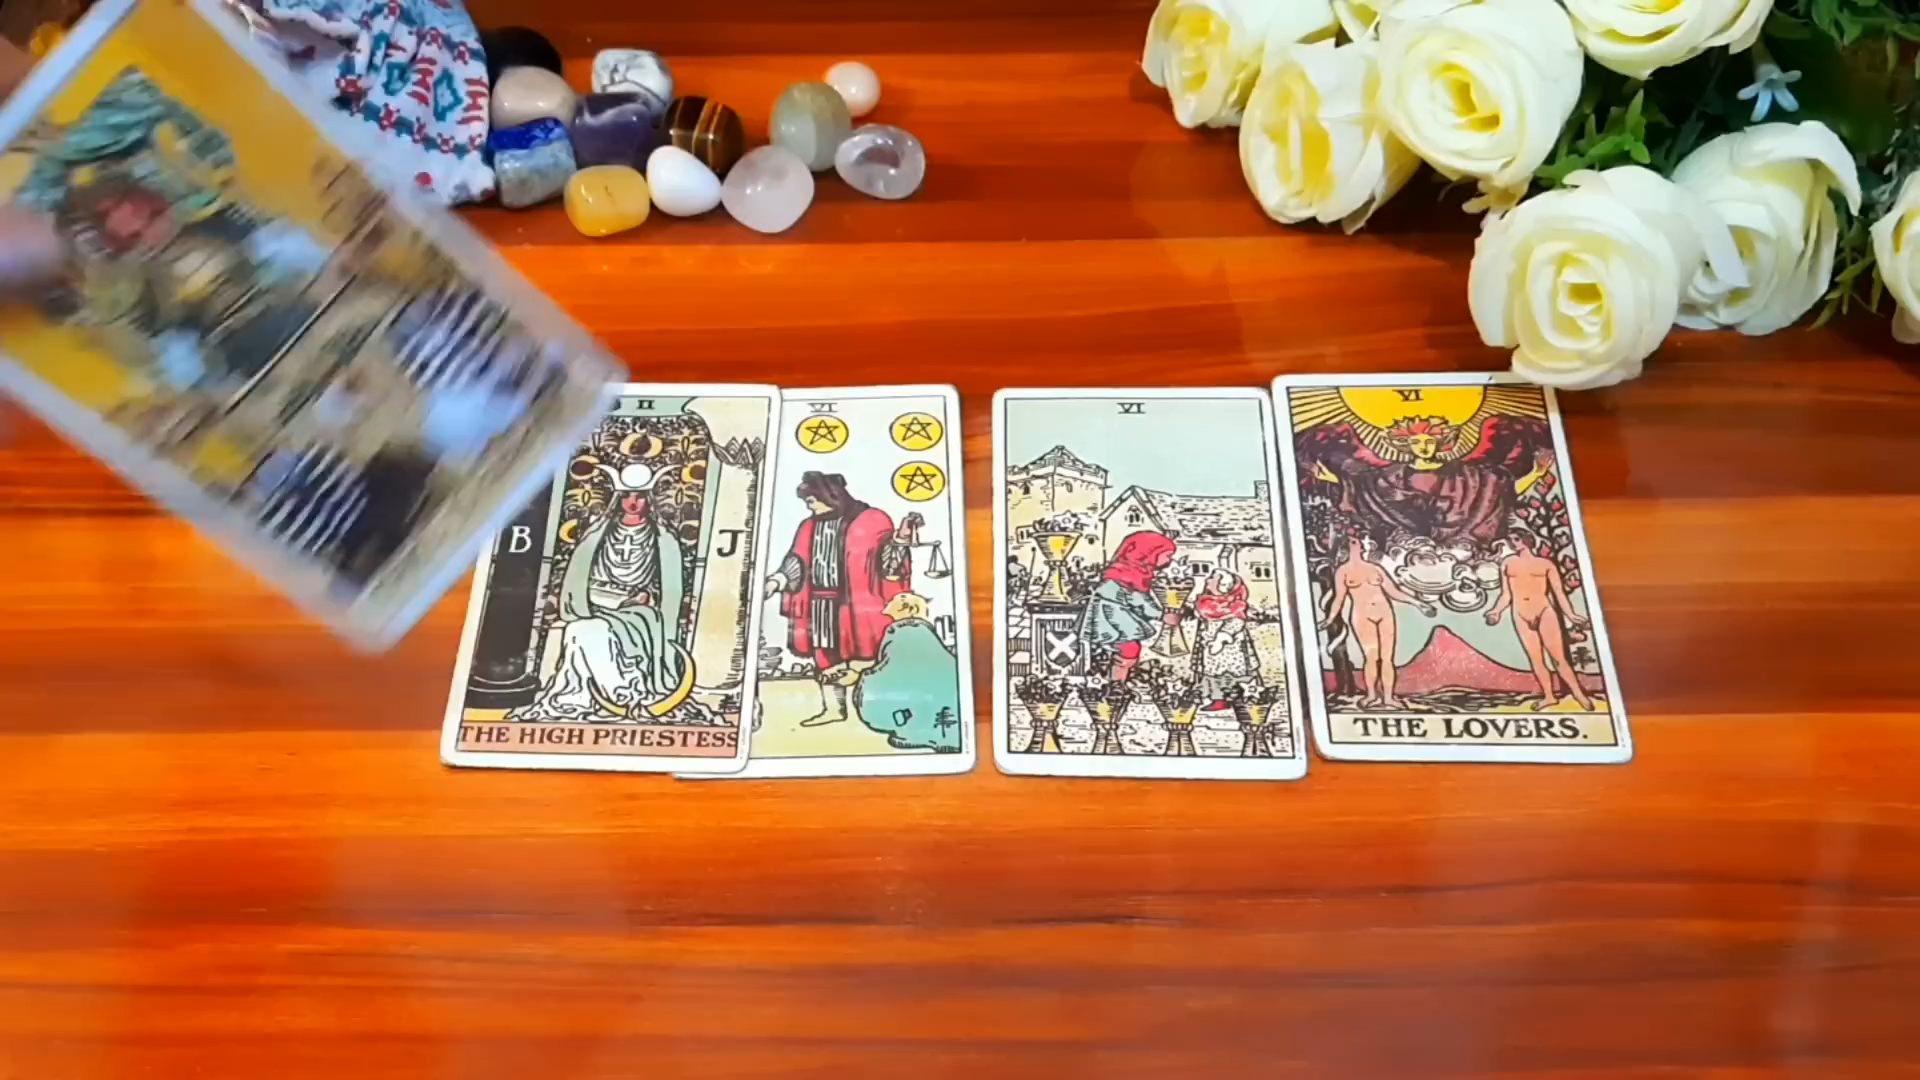 II
B
J
THE HIGH PRIESTESS
VI
VI
VI
THE LOVERS.